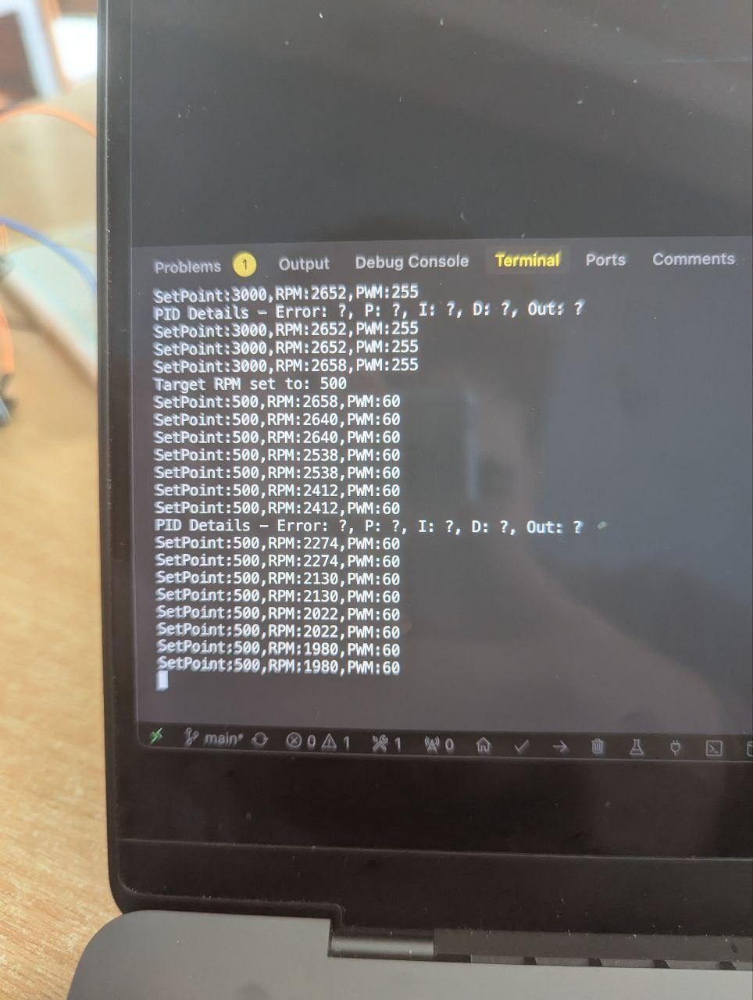 Problems 1 Output Debug Console Terminal Ports Comments
SetPoint:3000,RPM:2652,PWM:255
PID Details – Error: ?, P: ?, I: ?, D: ?, Out: ?
SetPoint:3000,RPM:2652,PWM:255
SetPoint:3000,RPM:2652,PWM:255
SetPoint:3000,RPM:2658,PWM:255
Target RPM set to: 500
SetPoint:500,RPM:2658,PWM:60
SetPoint:500,RPM:2640,PWM:60
SetPoint:500,RPM:2640,PWM:60
SetPoint:500,RPM:2538,PWM:60
SetPoint:500,RPM:2538,PWM:60
SetPoint:500,RPM:2412,PWM:60
SetPoint:500,RPM:2412,PWM:60
PID Details – Error: ?, P: ?, I: ?, D: ?, Out: ?
SetPoint:500,RPM:2274,PWM:60
SetPoint:500,RPM:2274,PWM:60
SetPoint:500,RPM:2130,PWM:60
SetPoint:500,RPM:2130,PWM:60
SetPoint:500,RPM:2022,PWM:60
SetPoint:500,RPM:2022,PWM:60
SetPoint:500,RPM:1980,PWM:60
SetPoint:500,RPM:1980,PWM:60
main* 0 1 1 0